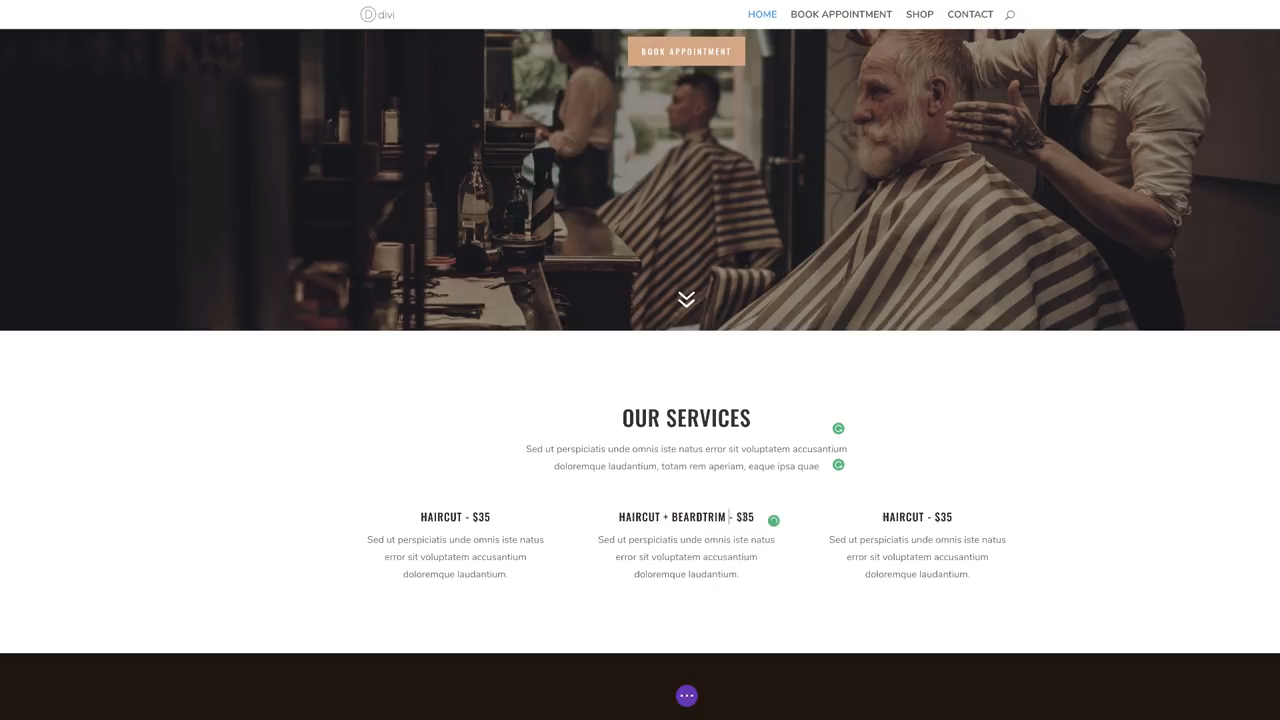 divi
HOME BOOK APPOINTMENT SHOP CONTACT
BOOK APPOINTMENT
OUR SERVICES
Sed ut perspiciatis unde omnis iste natus error sit voluptatem accusantium
doloremque laudantium, totam rem aperiam, eaque ipsa quae
HAIRCUT - $35
Sed ut perspiciatis unde omnis iste natus
error sit voluptatem accusantium
doloremque laudantium.
HAIRCUT + BEARDTRIM - $35
Sed ut perspiciatis unde omnis iste natus
error sit voluptatem accusantium
doloremque laudantium.
HAIRCUT - $35
Sed ut perspiciatis unde omnis iste natus
error sit voluptatem accusantium
doloremque laudantium.